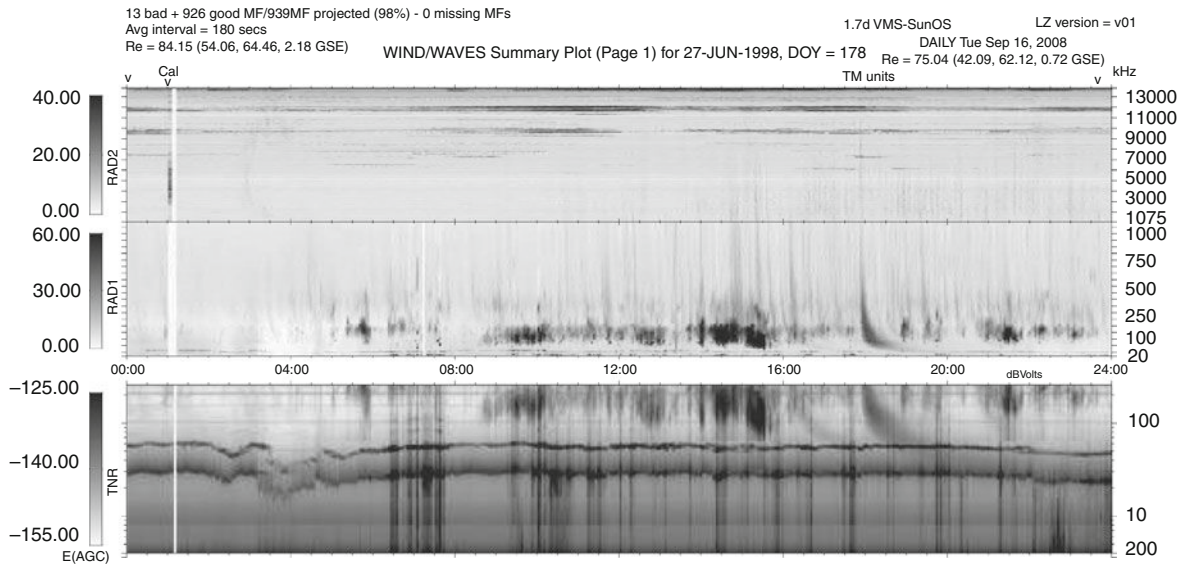 13 bad + 926 good MF/939MF projected (98%) - 0 missing MFs
Avg interval = 180 secs
Re = 84.15 (54.06, 64.46, 2.18 GSE)
WIND/WAVES Summary Plot (Page 1) for 27-JUN-1998, DOY = 178
1.7d VMS-SunOS
LZ version = v01
DAILY Tue Sep 16, 2008
Re = 75.04 (42.09, 62.12, 0.72 GSE)
TM units
v
Cal
v
v
kHz
40.00
20.00
0.00
RAD2
13000
11000
9000
7000
5000
3000
1075
60.00
30.00
0.00
RAD1
1000
750
500
250
100
20
00:00 04:00 08:00 12:00 16:00 20:00 24:00
dBVolts
−125.00
−140.00
−155.00
TNR
E(AGC)
100
10
200